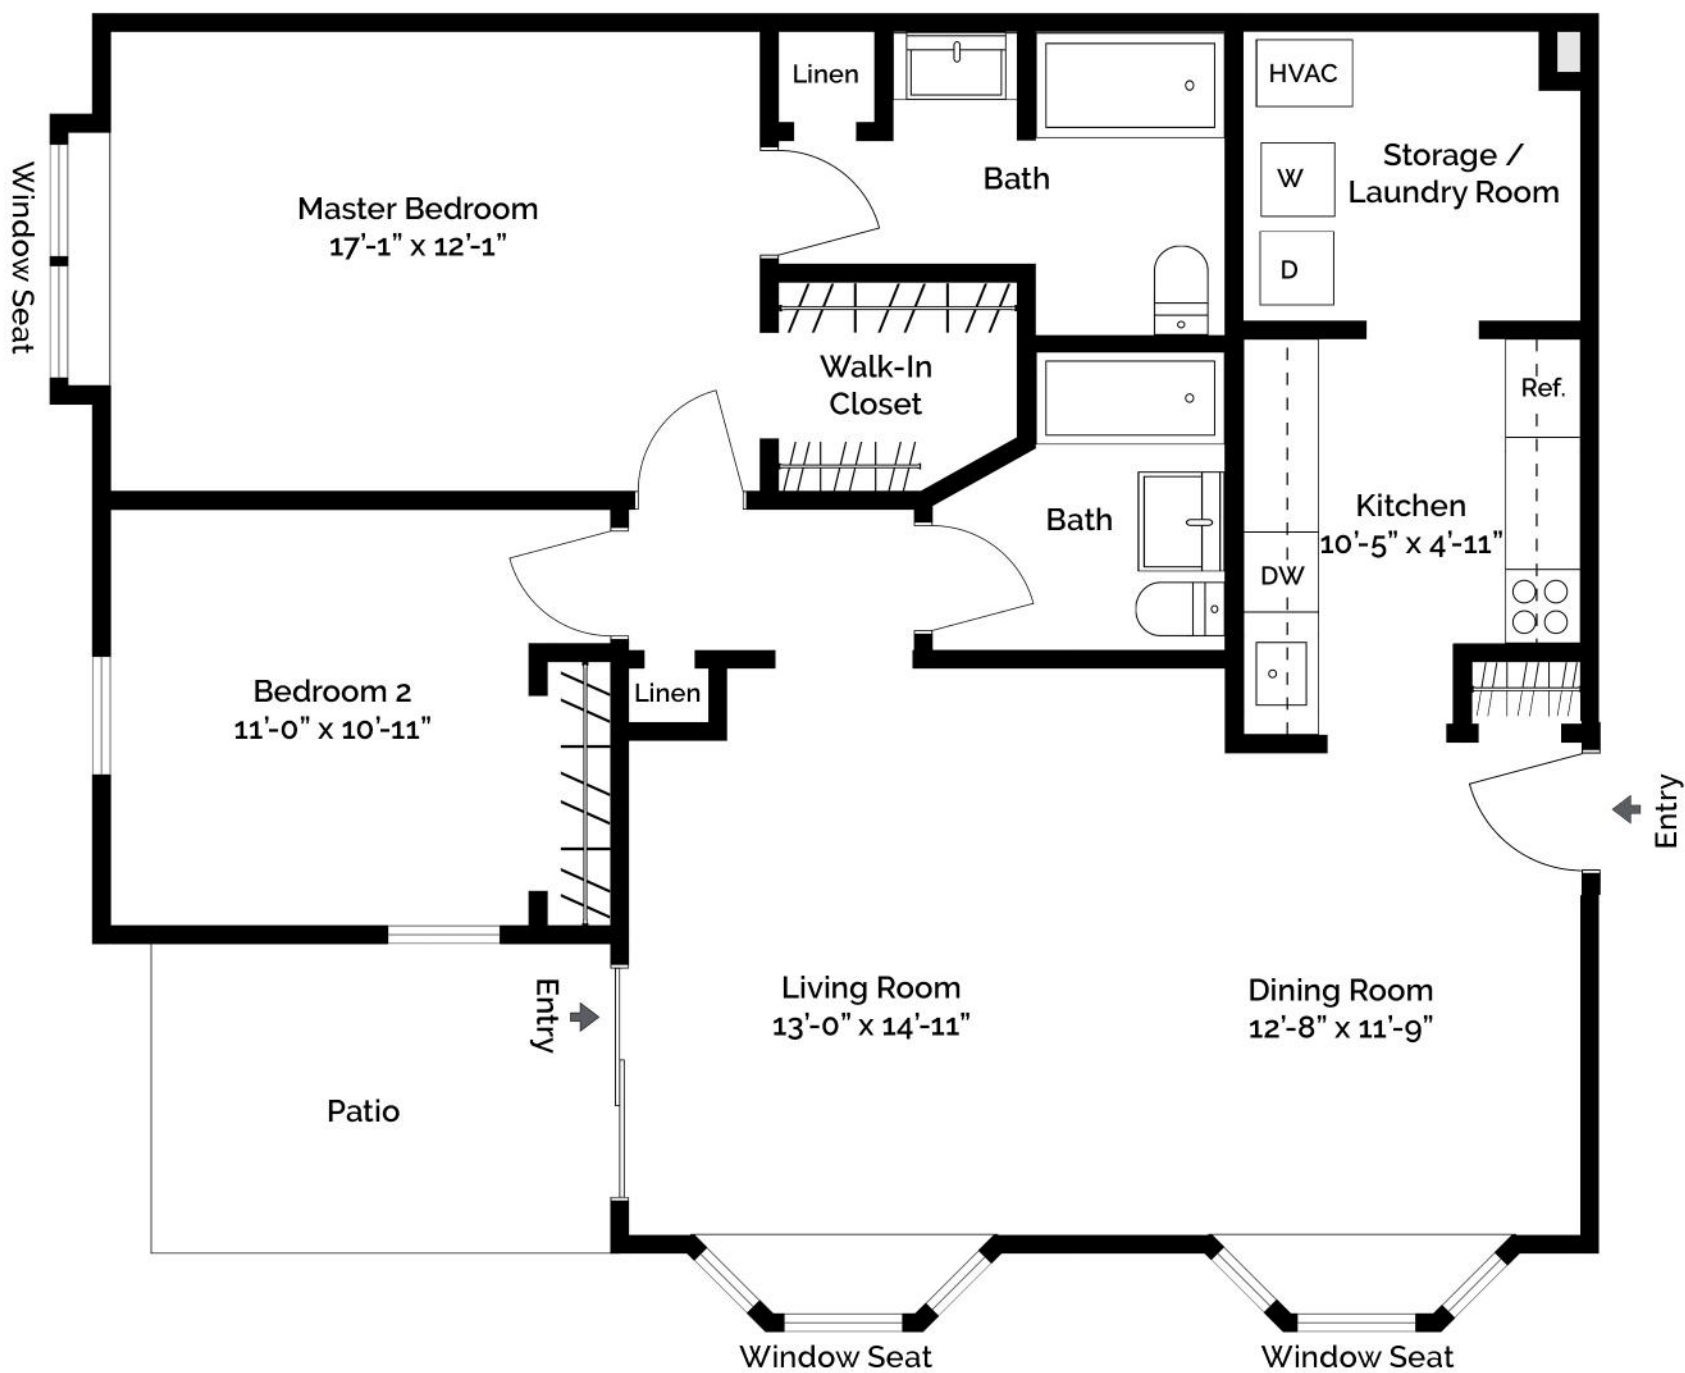 Linen
HVAC
Storage /
Laundry Room
W
D
Bath
Master Bedroom
17'-1” x 12'-1”
Window Seat
Walk-In
Closet
Ref.
Bath
Kitchen
10'-5” x 4'-11”
DW
Bedroom 2
11'-0” x 10'-11”
Linen
Entry
Living Room
13'-0” x 14'-11”
Dining Room
12'-8” x 11'-9”
Entry
Patio
Window Seat
Window Seat